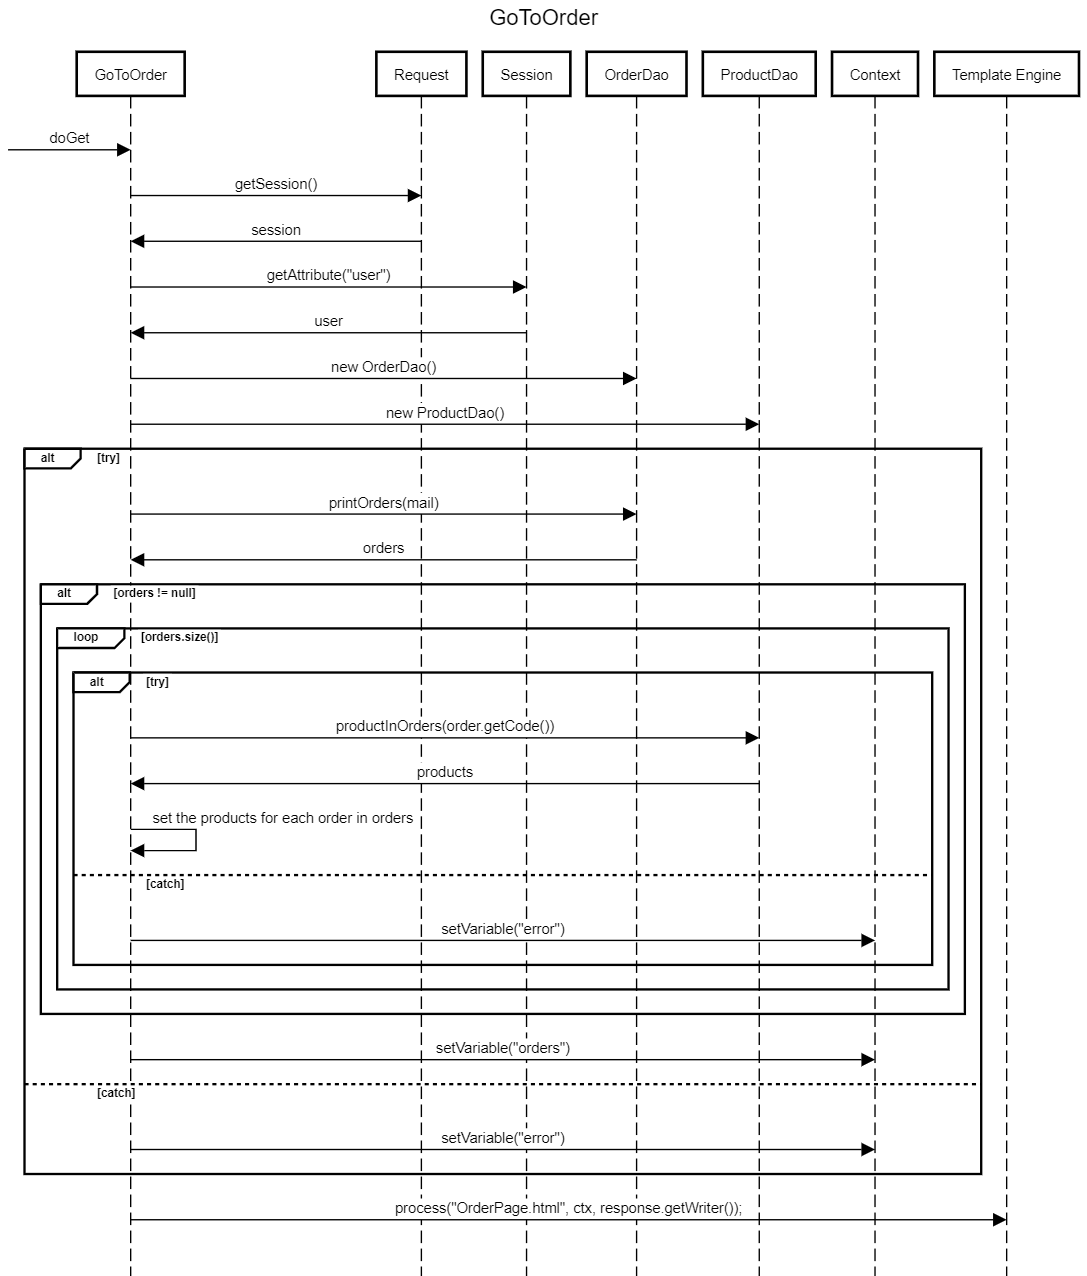 GoToOrder
GoToOrder
Request
Session
OrderDao
ProductDao
Context
Template Engine
doGet
getSession()
session
getAttribute("user")
user
new OrderDao()
new ProductDao()
alt
[try]
printOrders(mail)
orders
alt
[orders != null]
loop
[orders.size()]
alt
[try]
productInOrders(order.getCode())
products
set the products for each order in orders
[catch]
setVariable("error")
setVariable("orders")
[catch]
setVariable("error")
process("OrderPage.html", ctx, response.getWriter());